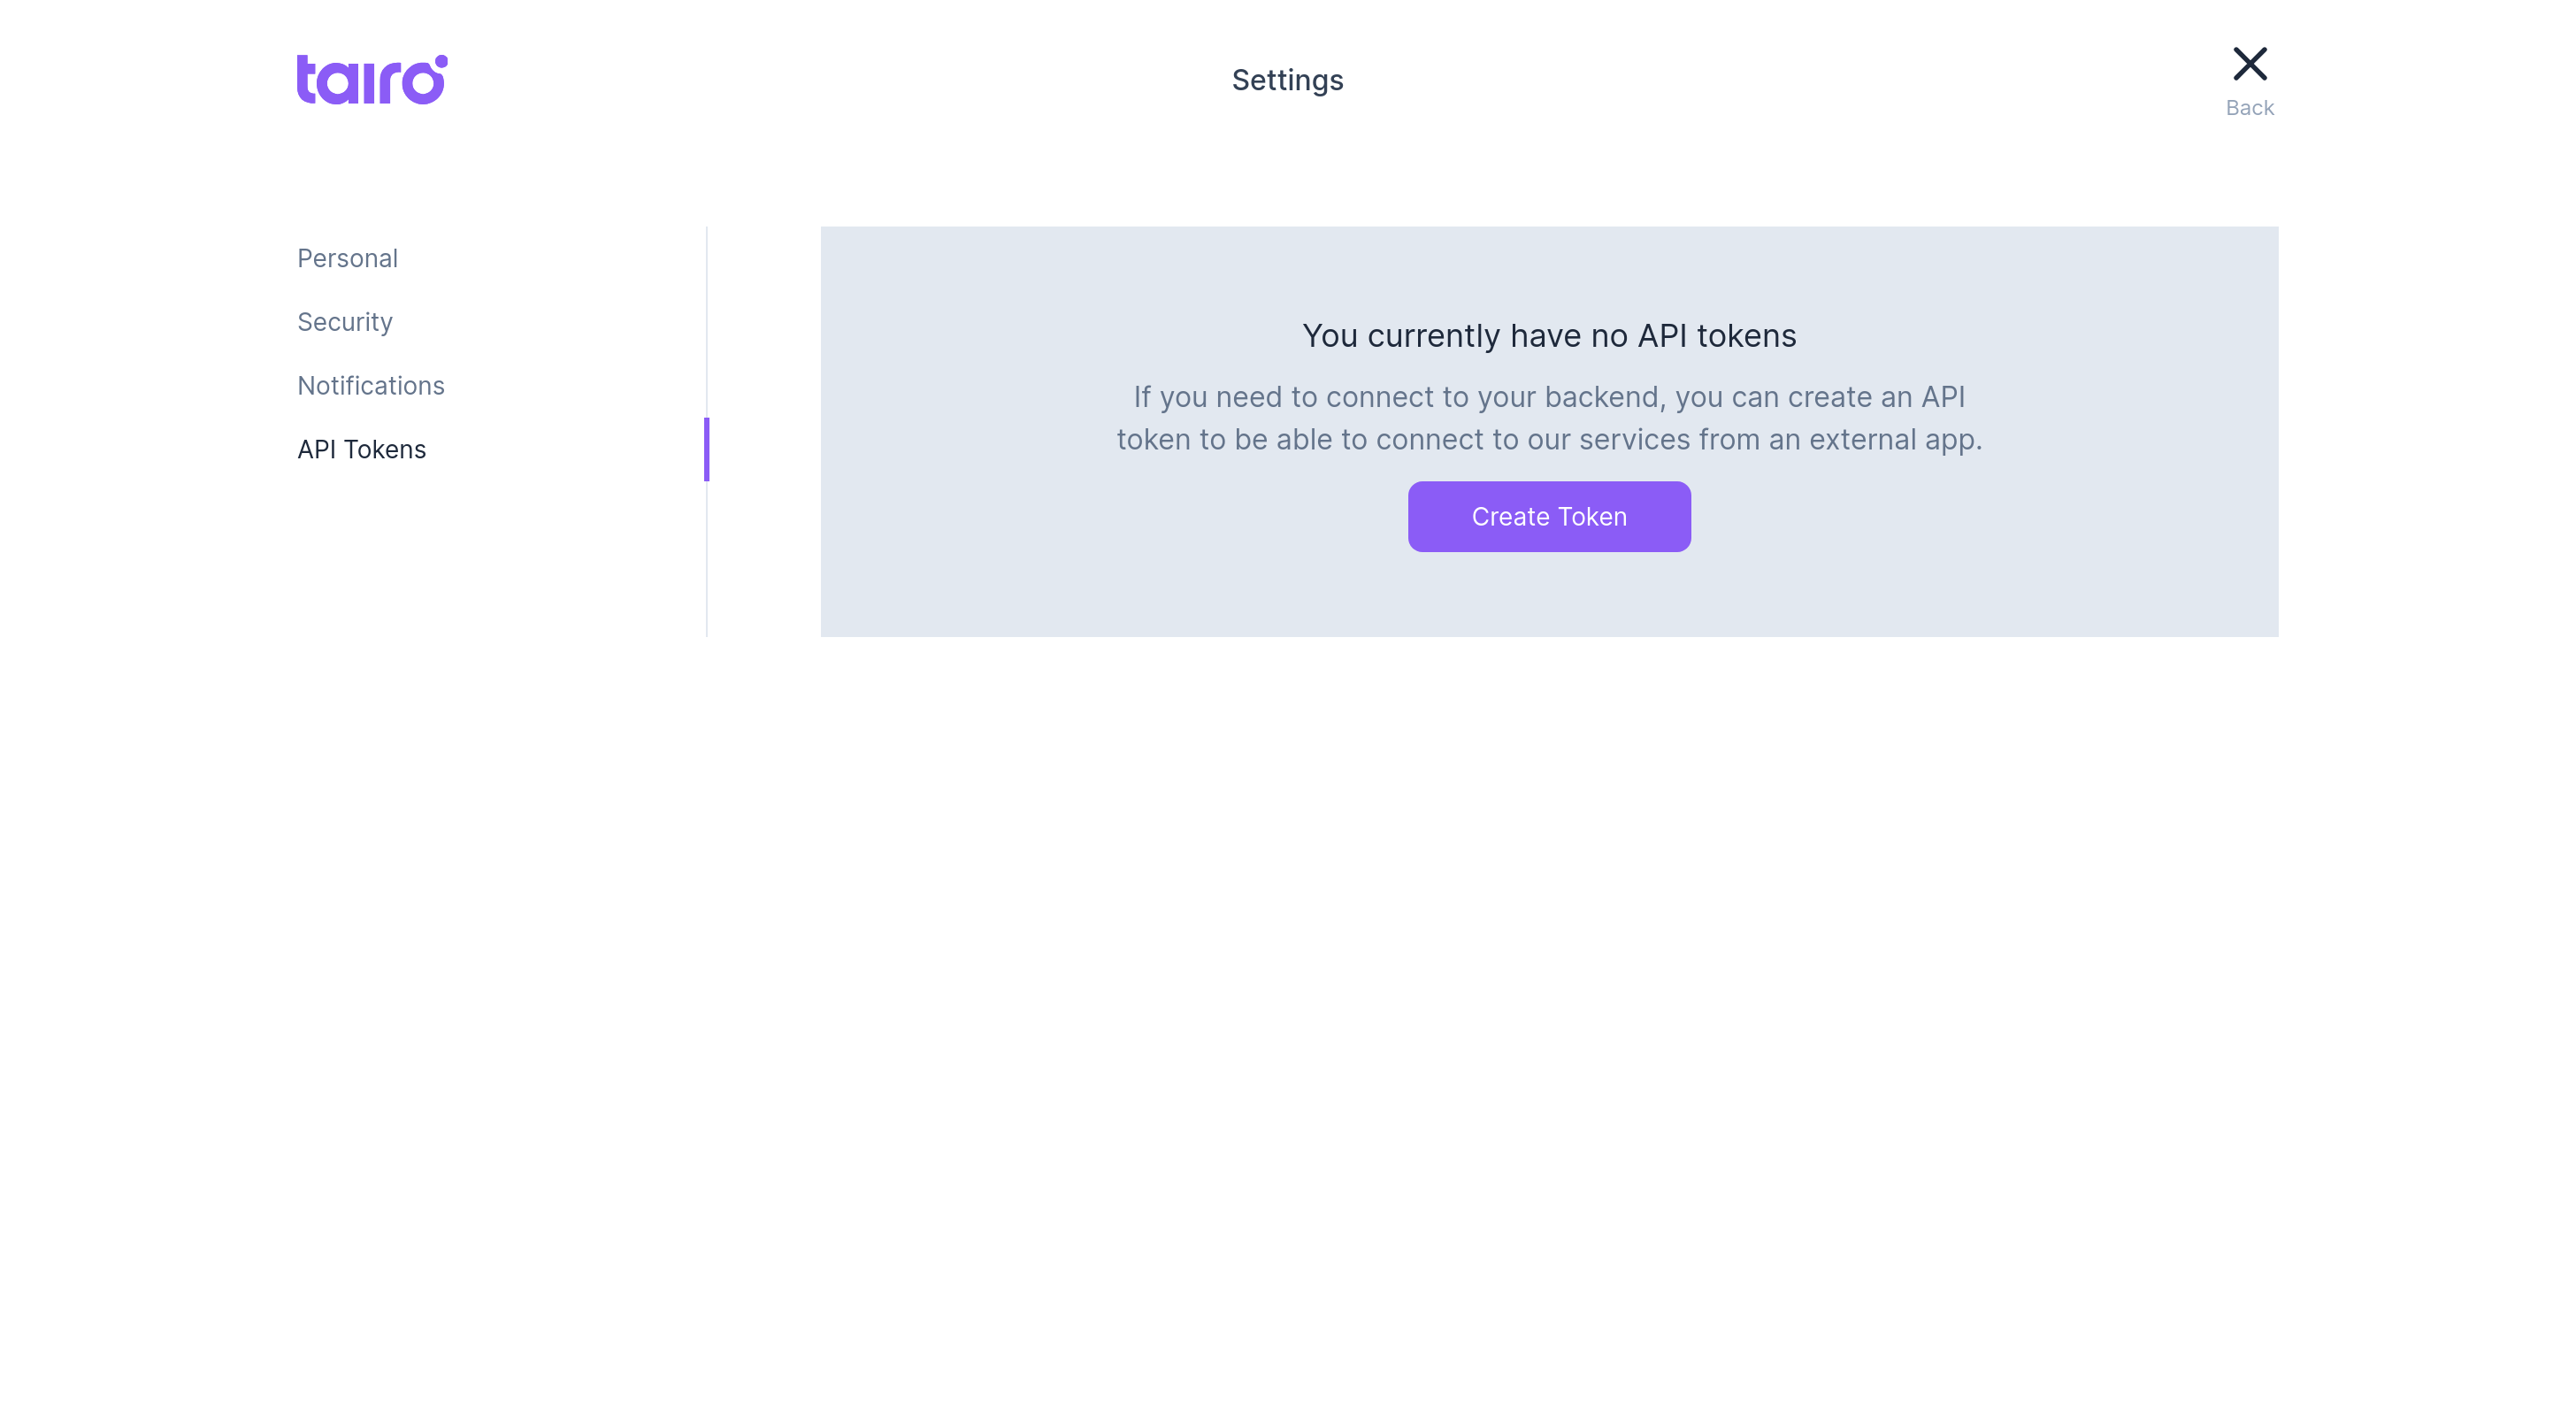 tairo
Settings
Back
Personal
Security
Notifications
API Tokens
You currently have no API tokens
If you need to connect to your backend, you can create an API
token to be able to connect to our services from an external app.
Create Token